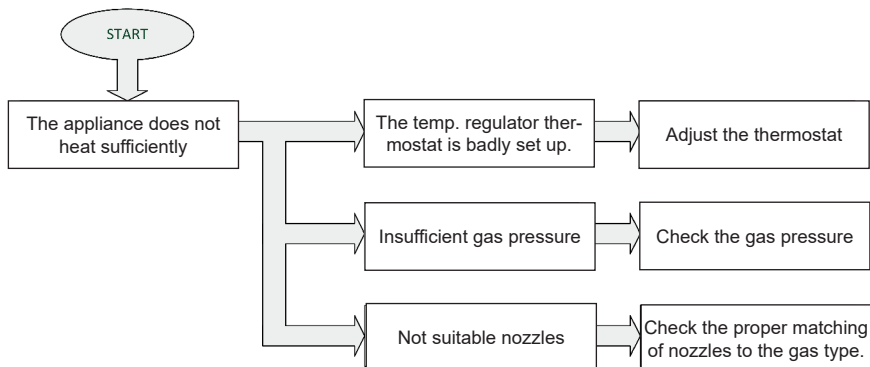 START
The appliance does not
heat sufficiently
The temp. regulator ther-
mostat is badly set up.
Adjust the thermostat
Insufficient gas pressure
Check the gas pressure
Not suitable nozzles
Check the proper matching
of nozzles to the gas type.